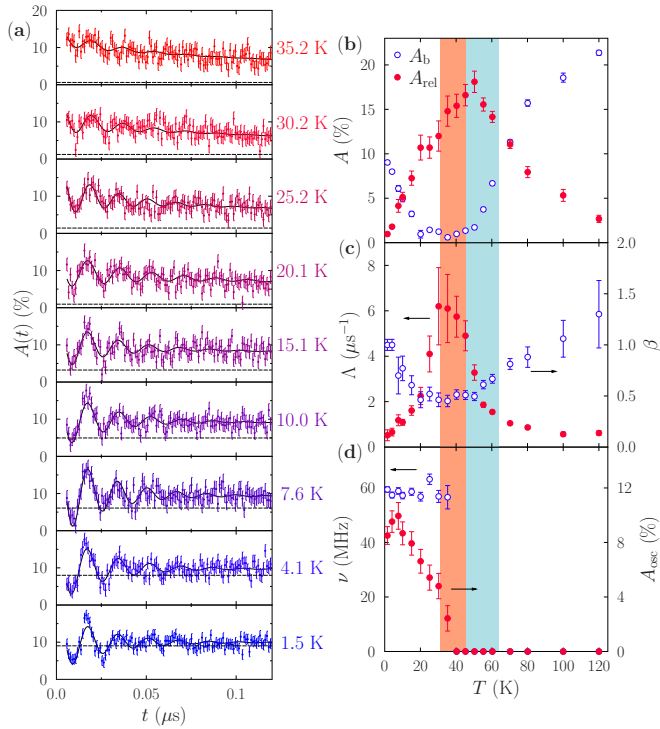 (a)
20
10
0
35.2 K
10
0
30.2 K
10
0
25.2 K
10
0
20.1 K
10
0
15.1 K
10
0
10.0 K
10
0
7.6 K
10
0
4.1 K
10
0
1.5 K
A(t) (%)
0.0 0.05 0.1
t (μs)
(b)
A_b
A_rel
25
20
15
10
5
0
A (%)
(c)
8
6
4
2
0
Λ (μs⁻¹)
2.0
1.5
1.0
0.5
0.0
β
(d)
60
40
20
0
ν (MHz)
12
8
4
0
A_osc (%)
0 20 40 60 80 100 120
T (K)